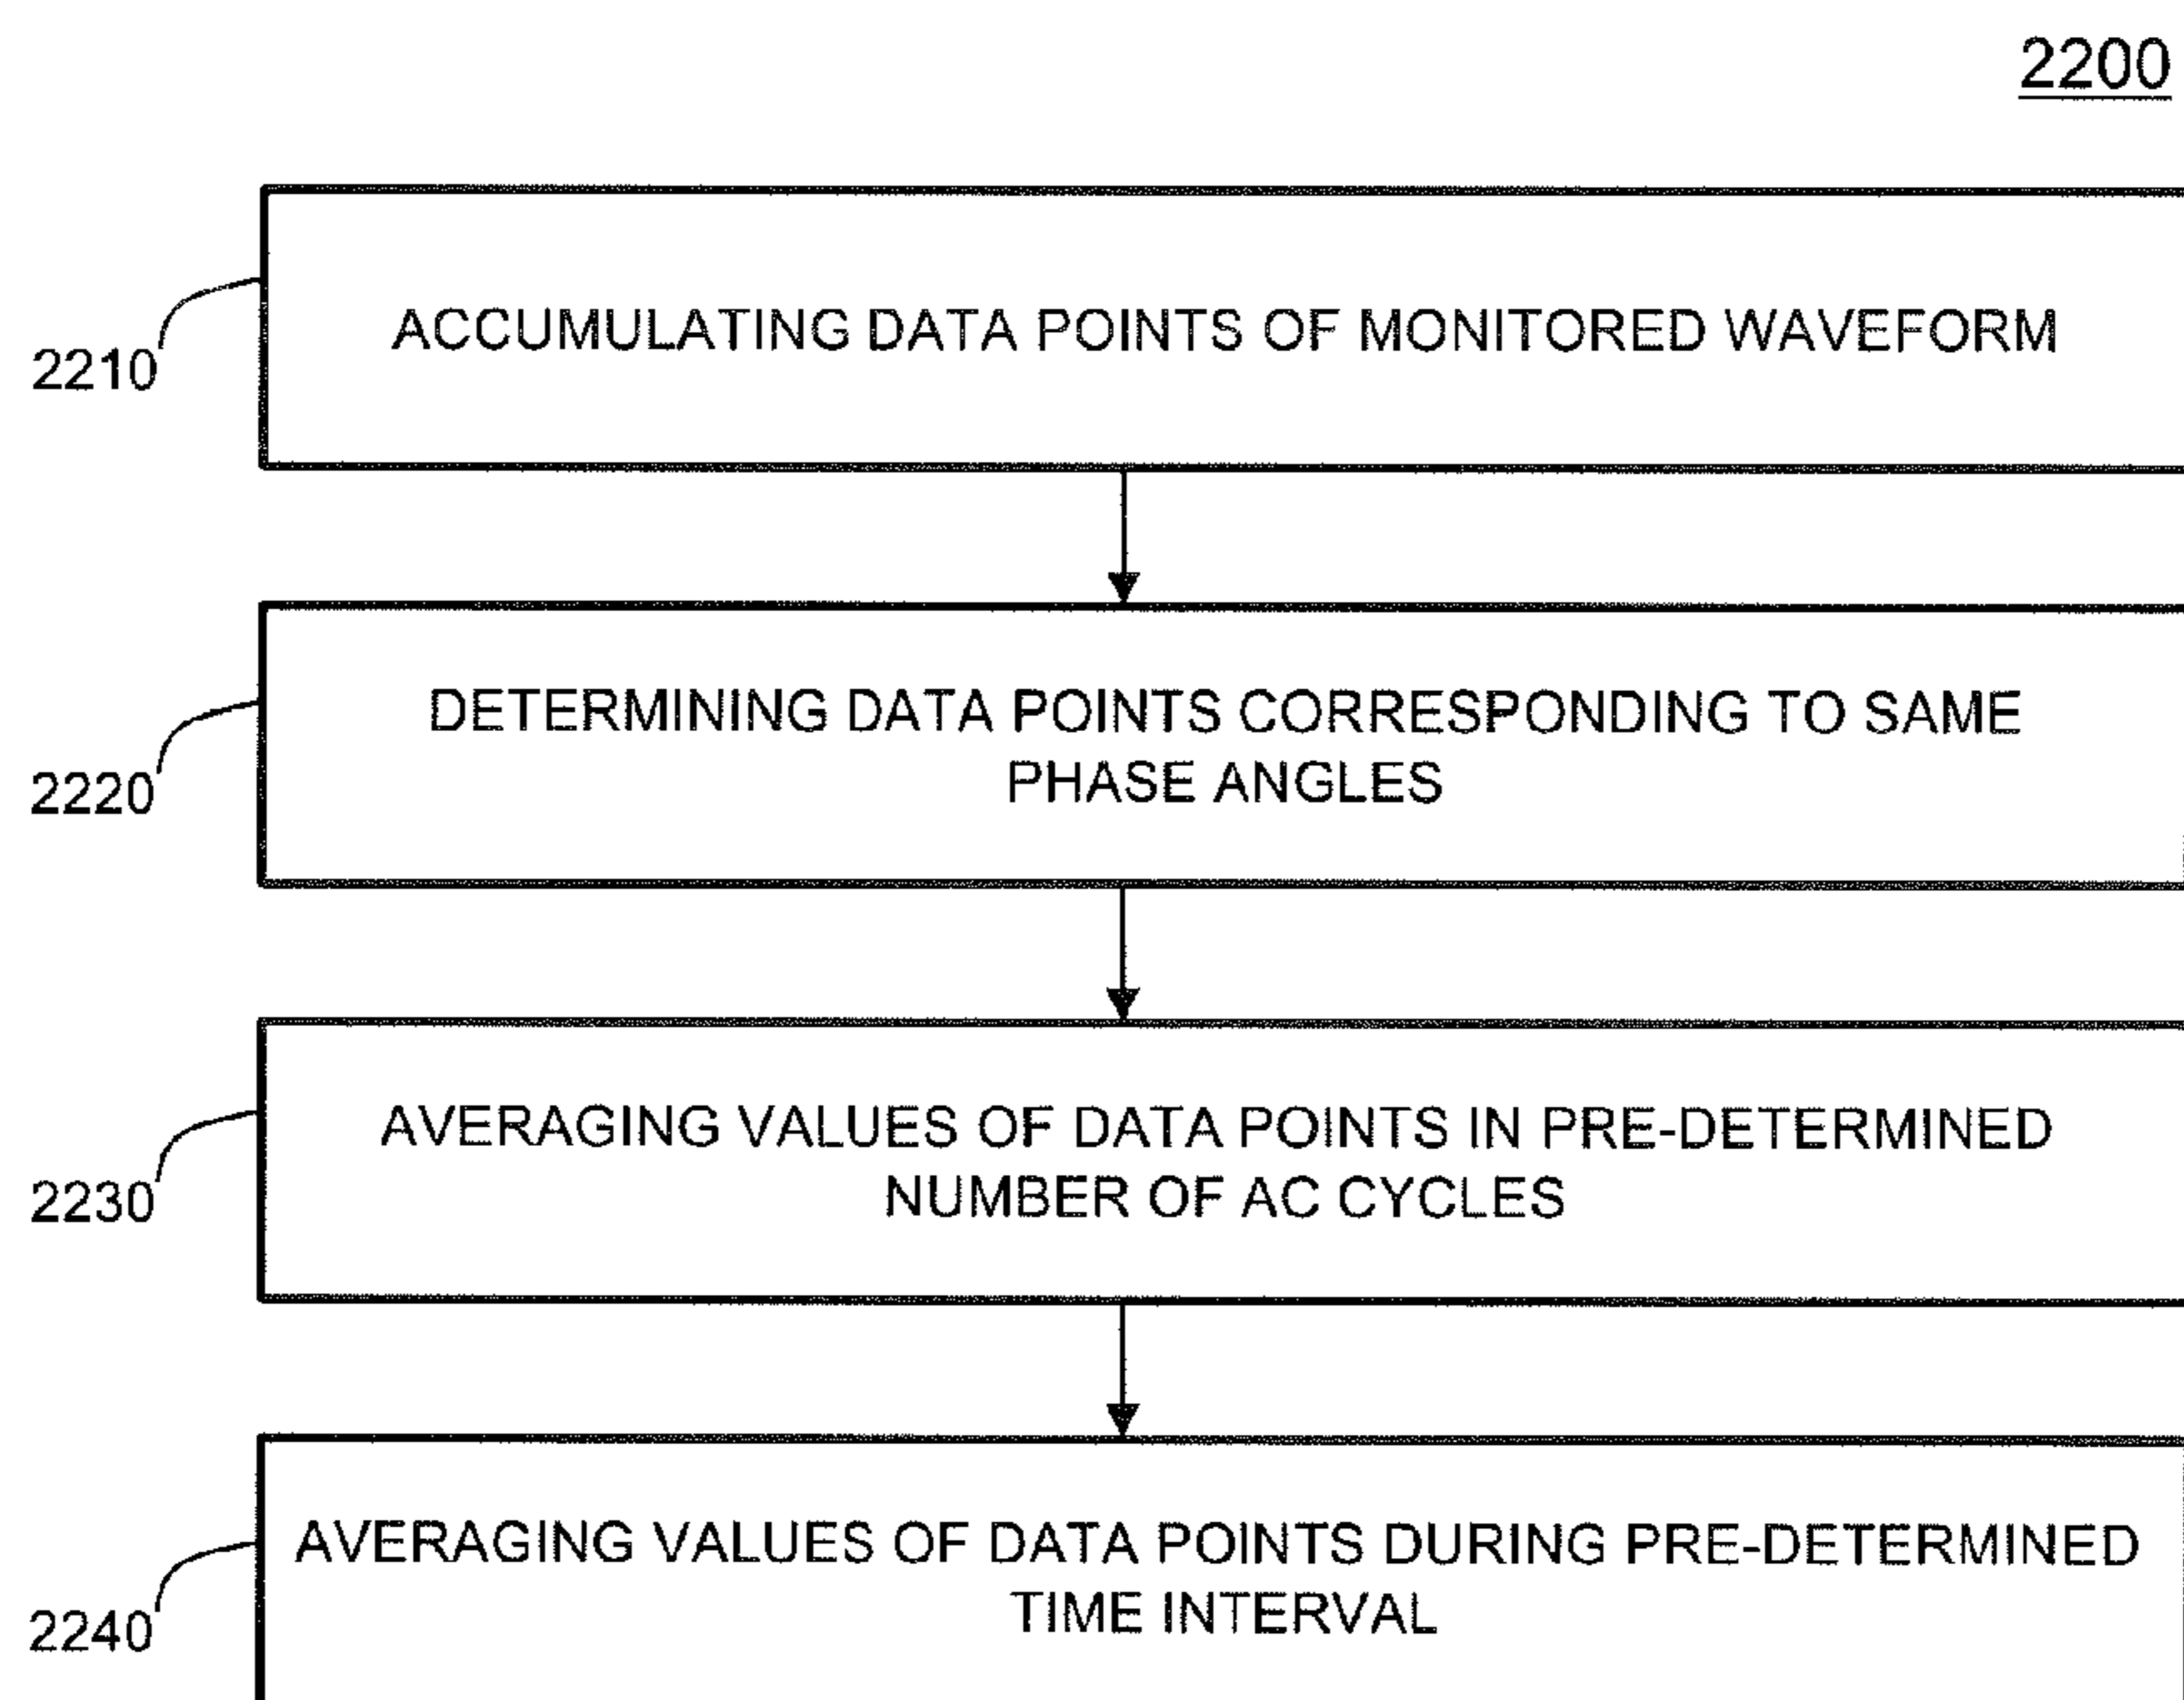 2200
ACCUMULATING DATA POINTS OF MONITORED WAVEFORM
2210
DETERMINING DATA POINTS CORRESPONDING TO SAME
PHASE ANGLES
2220
AVERAGING VALUES OF DATA POINTS IN PRE-DETERMINED
NUMBER OF AC CYCLES
2230
AVERAGING VALUES OF DATA POINTS DURING PRE-DETERMINED
TIME INTERVAL
2240